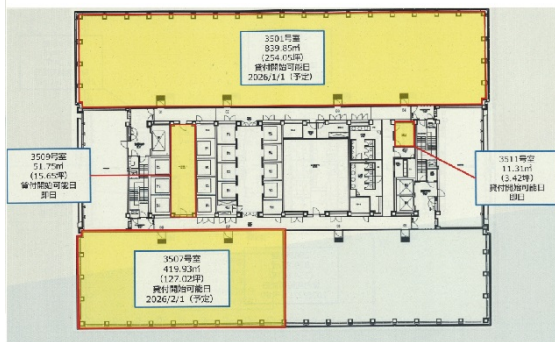 3501号室
839.85㎡
(254.05坪)
貸付開始可能日
2026/1/1（予定）
3509号室
51.75㎡
(15.65坪)
貸付開始可能日
即日
3511号室
11.31㎡
(3.42坪)
貸付開始可能日
即日
3507号室
419.93㎡
(127.02坪)
貸付開始可能日
2026/2/1（予定）